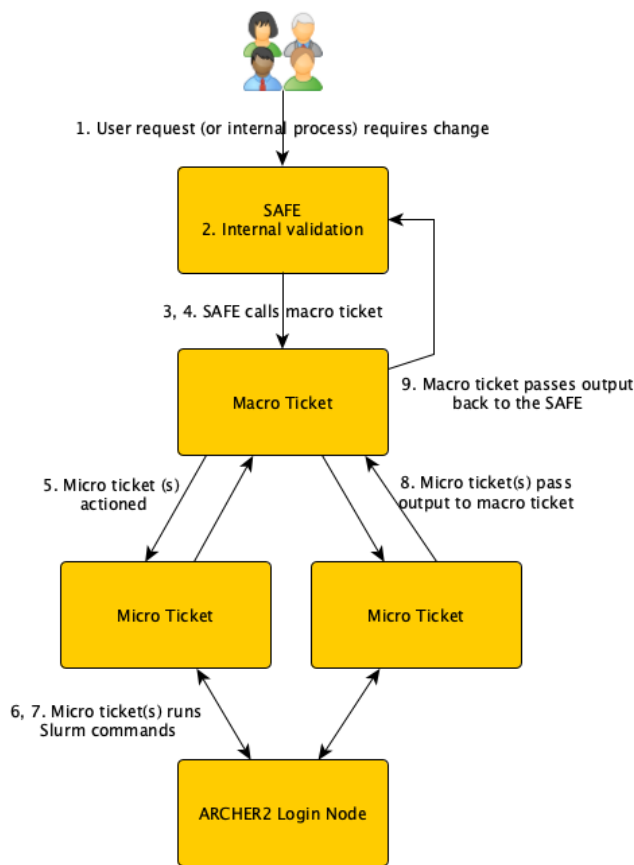 1. User request (or internal process) requires change
SAFE
2. Internal validation
3, 4. SAFE calls macro ticket
Macro Ticket
9. Macro ticket passes output
back to the SAFE
5. Micro ticket (s)
actioned
8. Micro ticket(s) pass
output to macro ticket
Micro Ticket
Micro Ticket
6, 7. Micro ticket(s) runs
Slurm commands
ARCHER2 Login Node